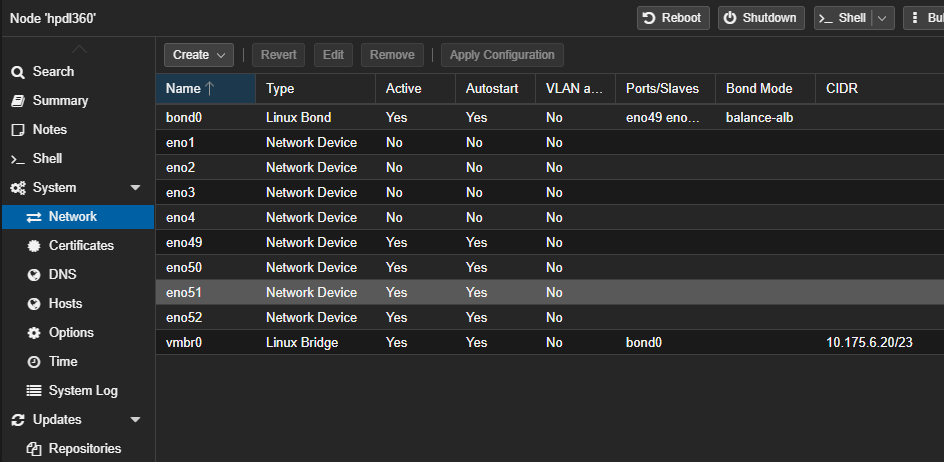 Node 'hpdl360'
Reboot Shutdown Shell Bul
Search
Summary
Notes
Shell
System
Network
Certificates
DNS
Hosts
Options
Time
System Log
Updates
Repositories
Create Revert Edit Remove Apply Configuration
Name Type Active Autostart VLAN a... Ports/Slaves Bond Mode CIDR
bond0 Linux Bond Yes Yes No eno49 eno... balance-alb
eno1 Network Device No No No
eno2 Network Device No No No
eno3 Network Device No No No
eno4 Network Device No No No
eno49 Network Device Yes Yes No
eno50 Network Device Yes Yes No
eno51 Network Device Yes Yes No
eno52 Network Device Yes Yes No
vmbr0 Linux Bridge Yes Yes No bond0 10.175.6.20/23